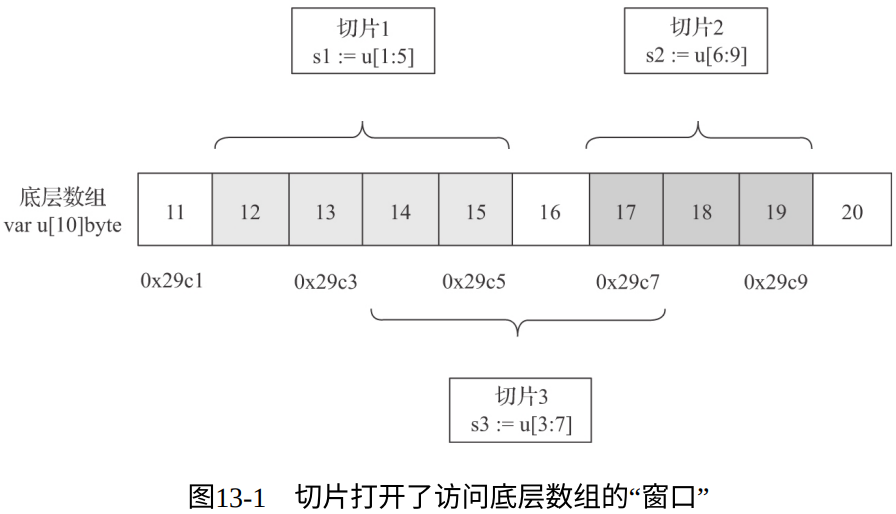 切片1
s1 := u[1:5]
切片2
s2 := u[6:9]
底层数组
var u[10]byte
11 12 13 14 15 16 17 18 19 20
0x29c1 0x29c3 0x29c5 0x29c7 0x29c9
切片3
s3 := u[3:7]
图13-1 切片打开了访问底层数组的“窗口”